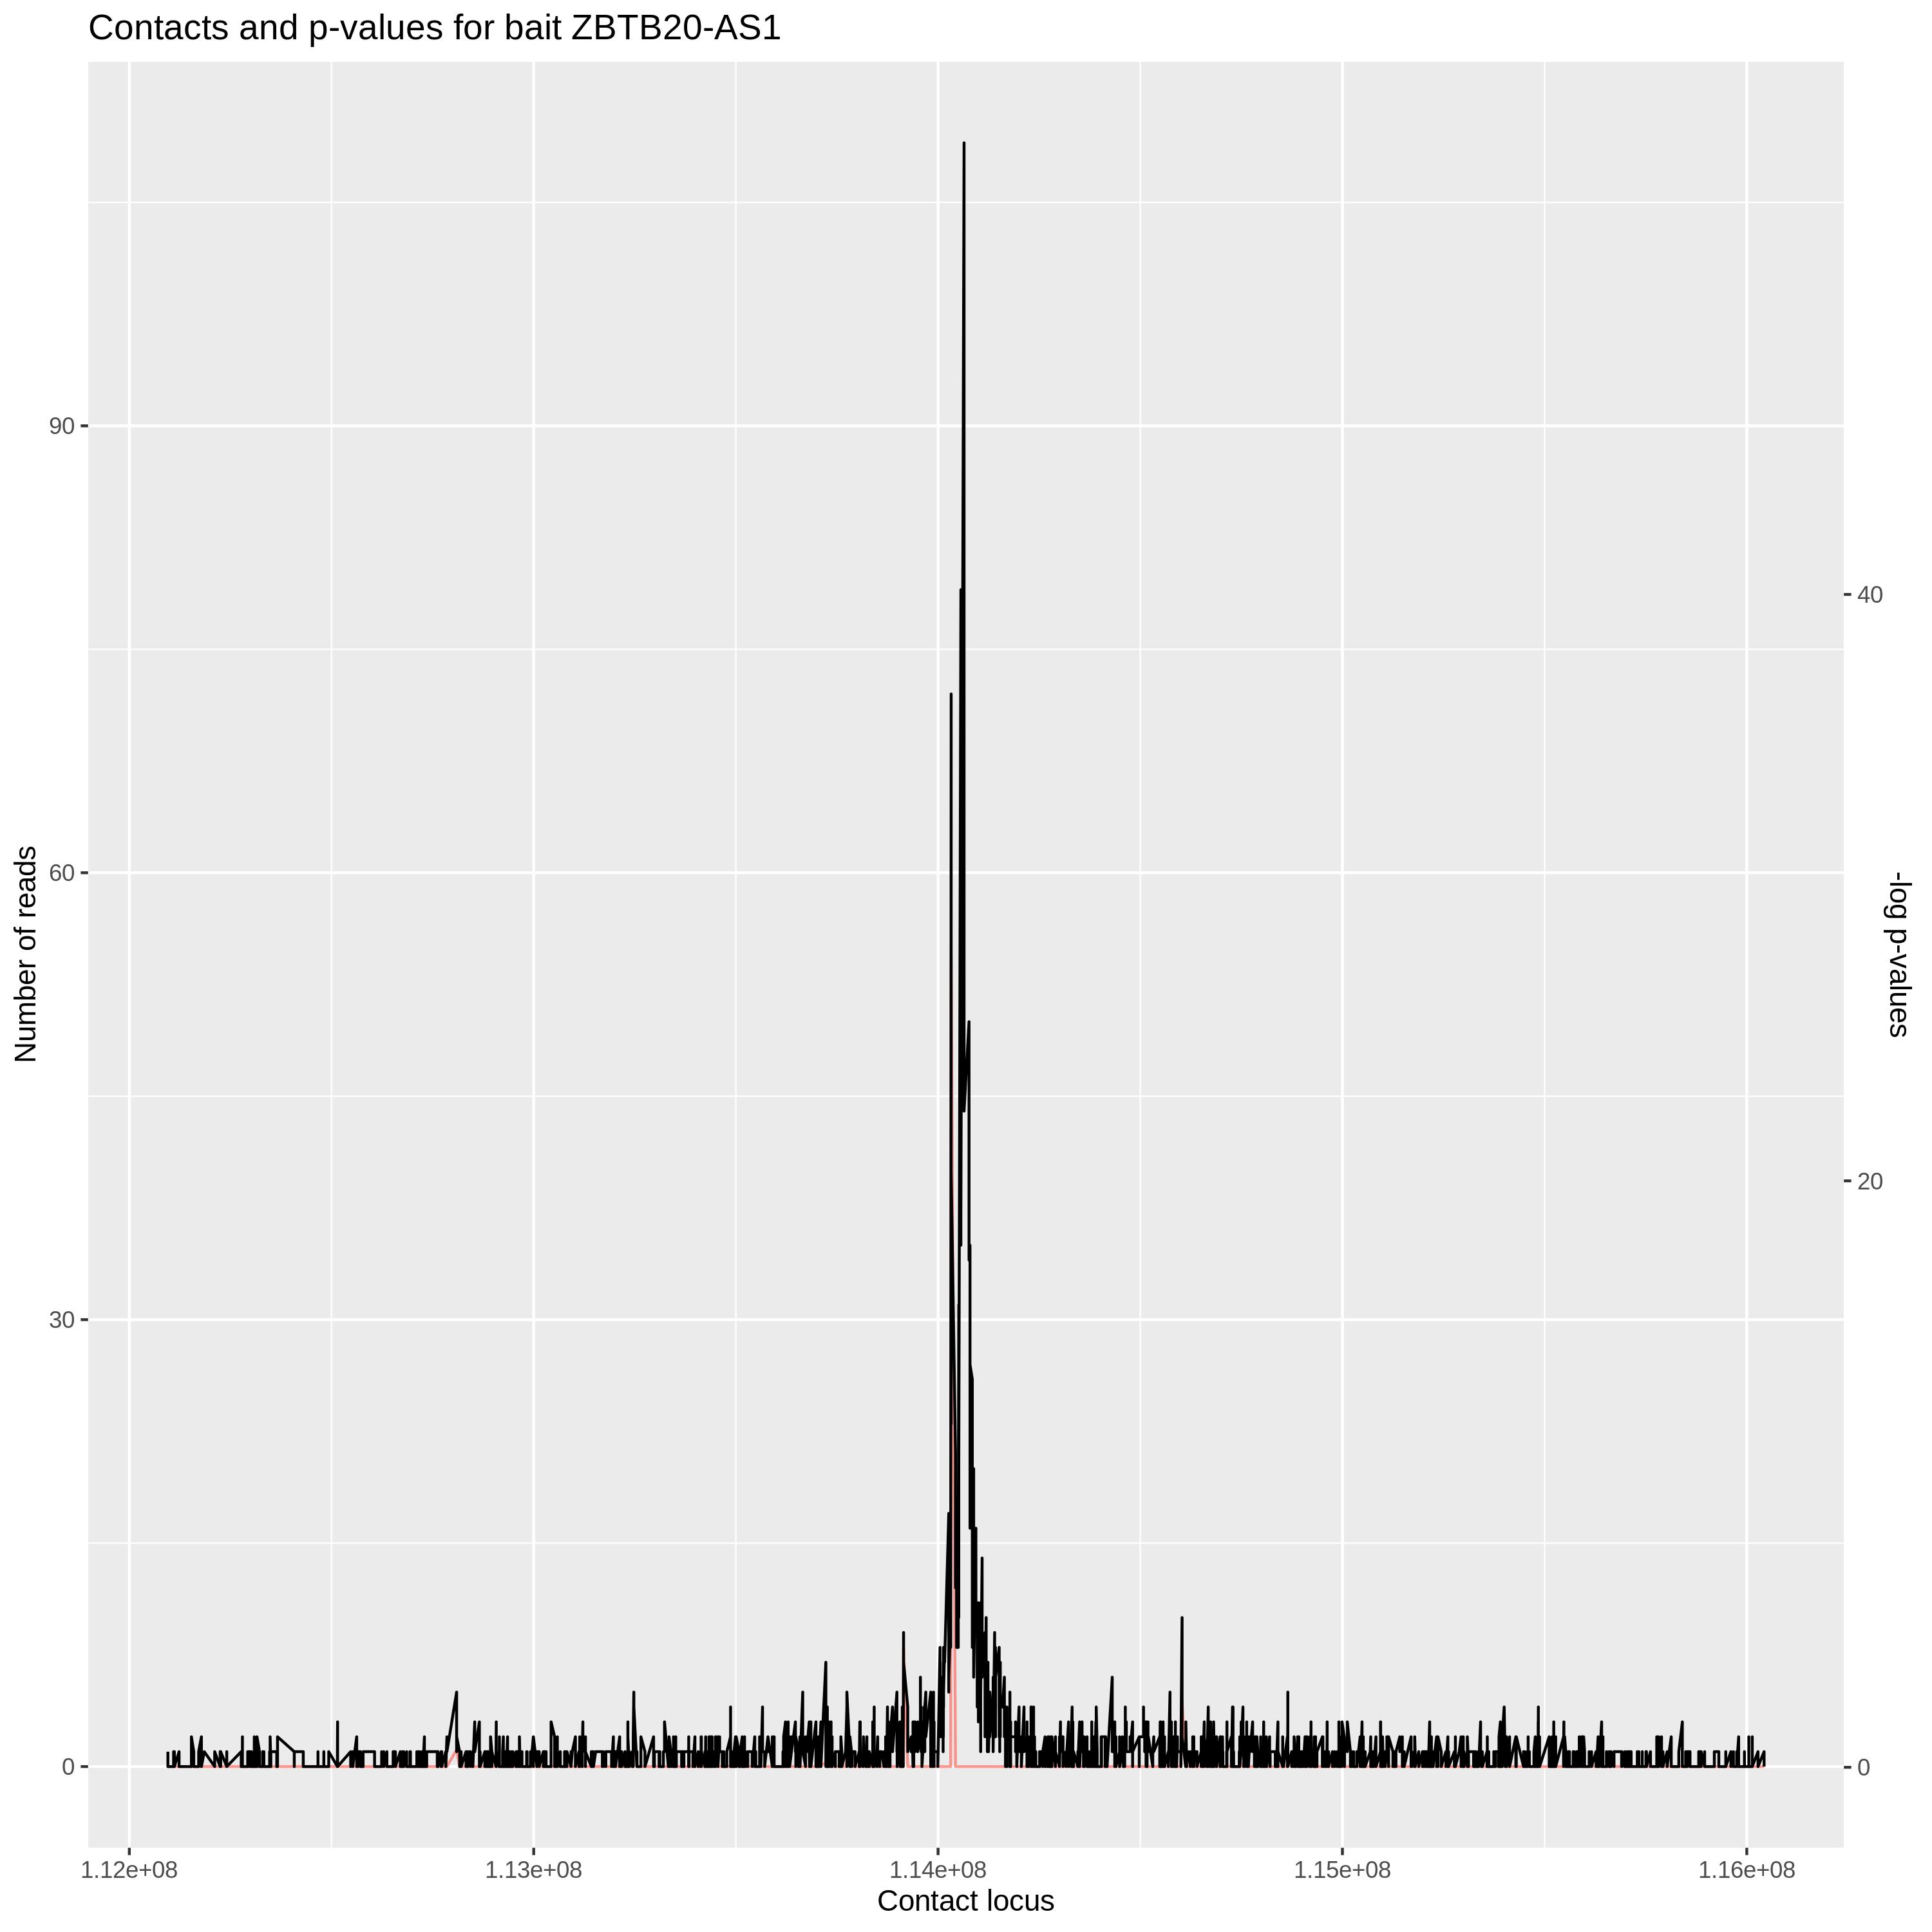 Contacts and p-values for bait ZBTB20-AS1
90
60
30
0
Number of reads
40
20
0
-log p-values
1.12e+08
1.13e+08
1.14e+08
1.15e+08
1.16e+08
Contact locus